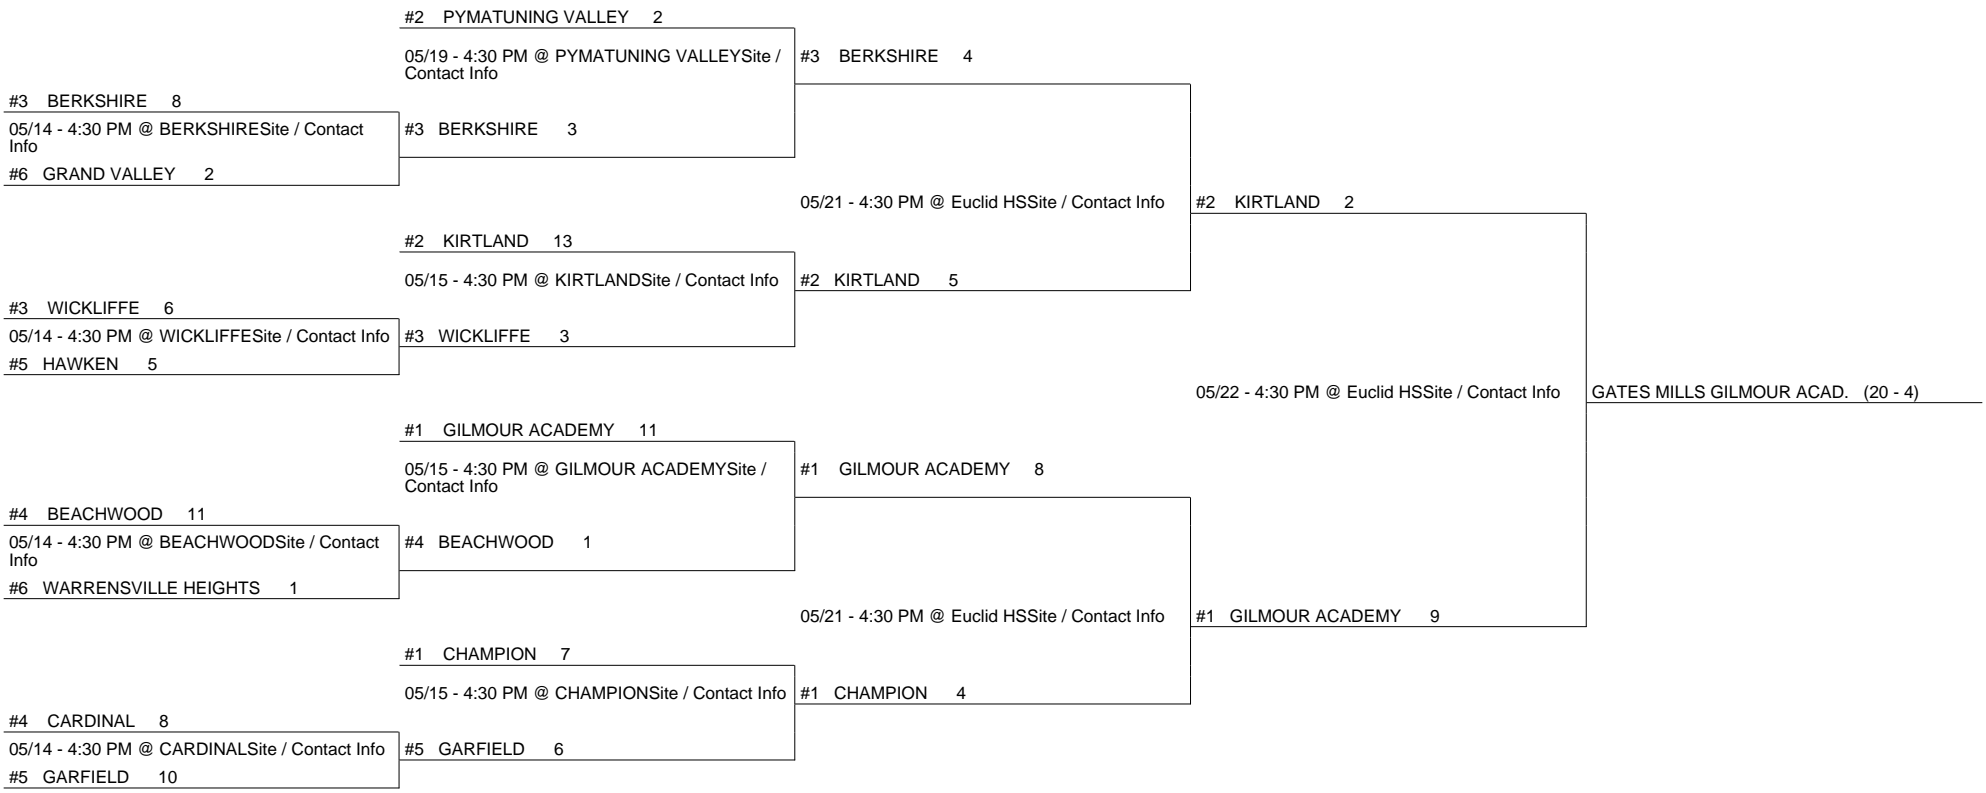 #2 PYMATUNING VALLEY 2
05/19 - 4:30 PM @ PYMATUNING VALLEYSite /
Contact Info
#3 BERKSHIRE 4
#3 BERKSHIRE 8
05/14 - 4:30 PM @ BERKSHIRESite / Contact
Info
#3 BERKSHIRE 3
#6 GRAND VALLEY 2
05/21 - 4:30 PM @ Euclid HSSite / Contact Info
#2 KIRTLAND 2
#2 KIRTLAND 13
05/15 - 4:30 PM @ KIRTLANDSite / Contact Info
#2 KIRTLAND 5
#3 WICKLIFFE 6
05/14 - 4:30 PM @ WICKLIFFESite / Contact Info
#3 WICKLIFFE 3
#5 HAWKEN 5
05/22 - 4:30 PM @ Euclid HSSite / Contact Info
GATES MILLS GILMOUR ACAD. (20 - 4)
#1 GILMOUR ACADEMY 11
05/15 - 4:30 PM @ GILMOUR ACADEMYSite /
Contact Info
#1 GILMOUR ACADEMY 8
#4 BEACHWOOD 11
05/14 - 4:30 PM @ BEACHWOODSite / Contact
Info
#4 BEACHWOOD 1
#6 WARRENSVILLE HEIGHTS 1
05/21 - 4:30 PM @ Euclid HSSite / Contact Info
#1 GILMOUR ACADEMY 9
#1 CHAMPION 7
05/15 - 4:30 PM @ CHAMPIONSite / Contact Info
#1 CHAMPION 4
#4 CARDINAL 8
05/14 - 4:30 PM @ CARDINALSite / Contact Info
#5 GARFIELD 6
#5 GARFIELD 10